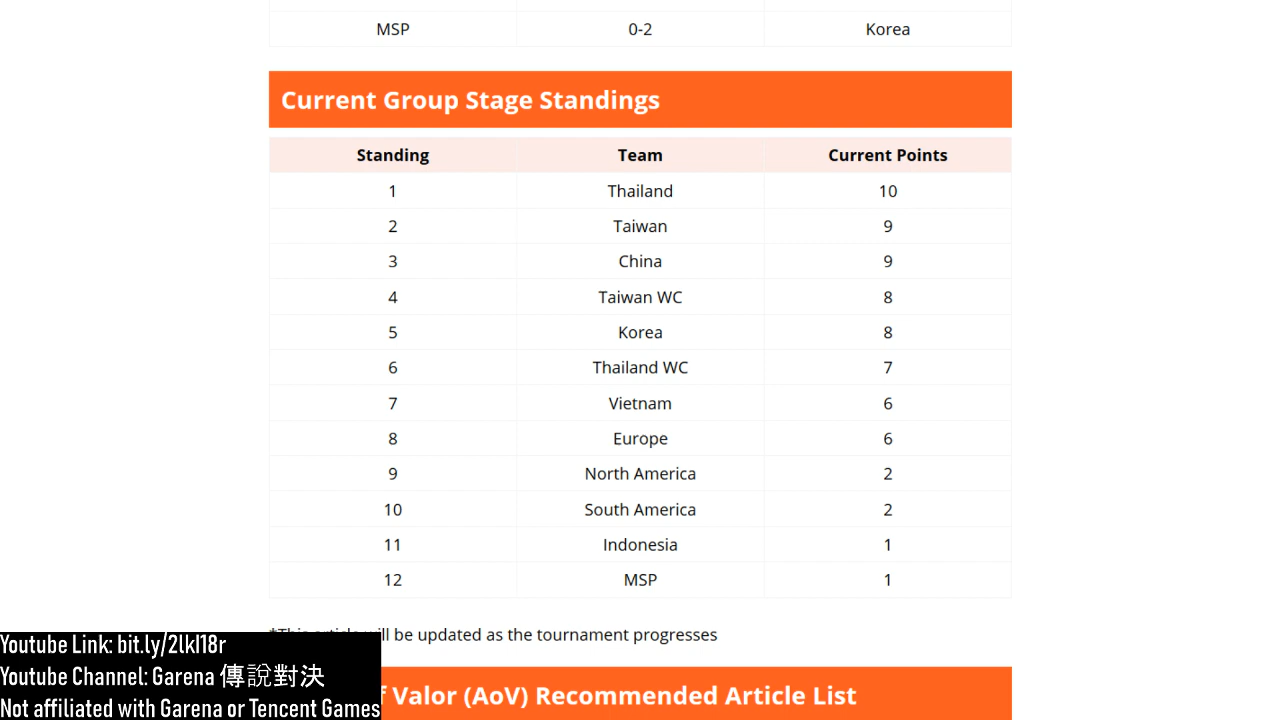 MSP 0-2 Korea
Current Group Stage Standings
Standing Team Current Points
1 Thailand 10
2 Taiwan 9
3 China 9
4 Taiwan WC 8
5 Korea 8
6 Thailand WC 7
7 Vietnam 6
8 Europe 6
9 North America 2
10 South America 2
11 Indonesia 1
12 MSP 1
*This article will be updated as the tournament progresses
Youtube Link: bit.ly/2lkI18r
Youtube Channel: Garena 傳說對決
Not affiliated with Garena or Tencent Games
f Valor (AoV) Recommended Article List